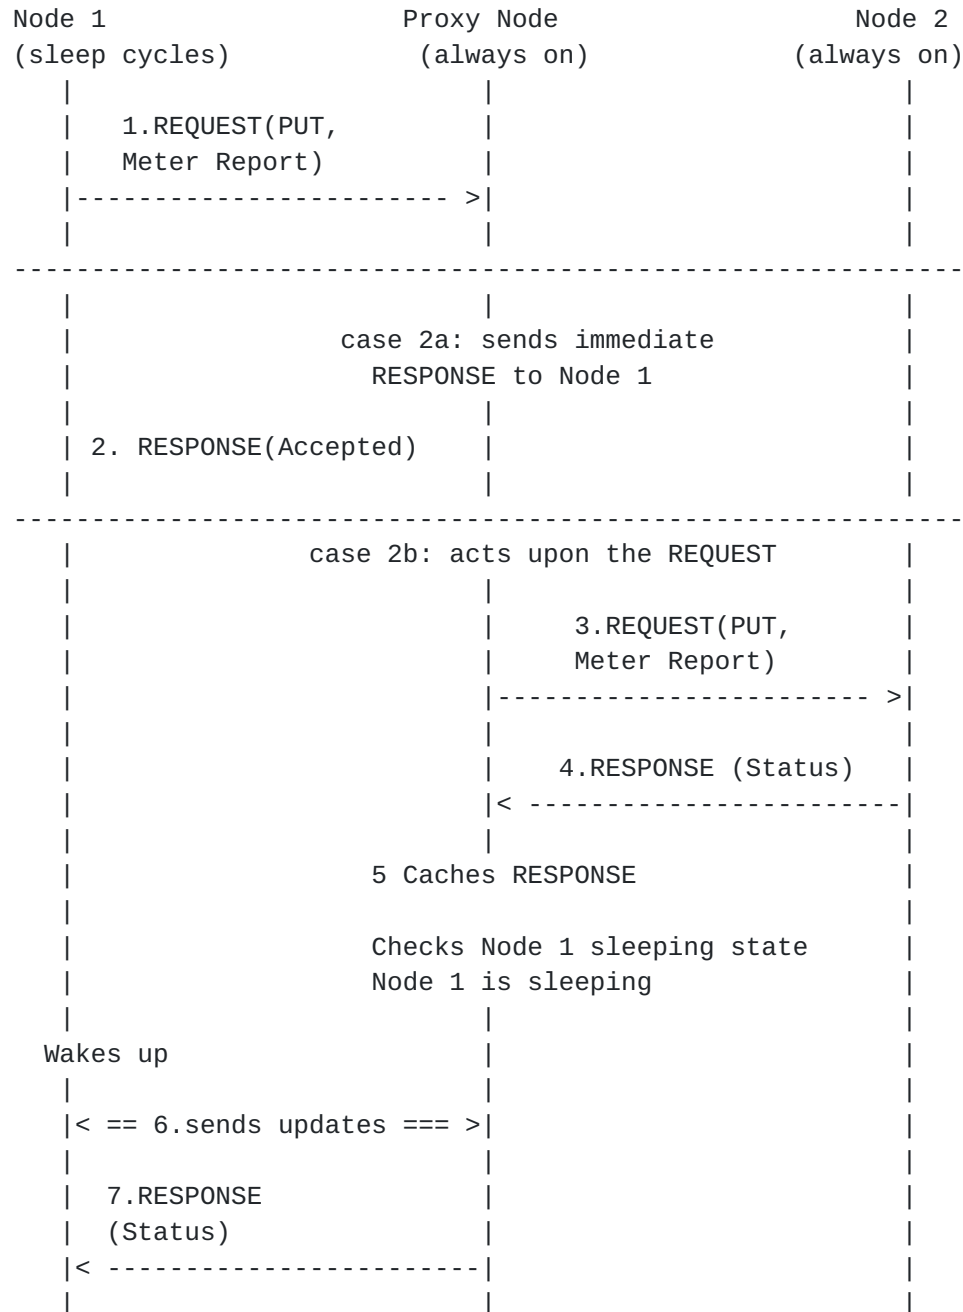 Node 1                   Proxy Node                   Node 2
(sleep cycles)            (always on)             (always on)
   |                           |                           |
   |   1.REQUEST(PUT,          |                           |
   |   Meter Report)           |                           |
   |------------------------ >|                           |
   |                           |                           |
-------------------------------------------------------------
   |                           |                           |
   |                 case 2a: sends immediate            |
   |                   RESPONSE to Node 1                |
   |                           |                           |
   | 2. RESPONSE(Accepted)     |                           |
   |                           |                           |
-------------------------------------------------------------
   |               case 2b: acts upon the REQUEST        |
   |                           |                           |
   |                           |     3.REQUEST(PUT,        |
   |                           |     Meter Report)         |
   |                           |------------------------ >|
   |                           |                           |
   |                           |    4.RESPONSE (Status)   |
   |                           |< ------------------------|
   |                           |                           |
   |                   5 Caches RESPONSE                 |
   |                                                     |
   |                   Checks Node 1 sleeping state      |
   |                   Node 1 is sleeping                |
   |                           |                           |
  Wakes up                     |                           |
   |                           |                           |
   |< == 6.sends updates === >|                           |
   |                           |                           |
   |  7.RESPONSE               |                           |
   |  (Status)                 |                           |
   |< ------------------------|                           |
   |                           |                           |